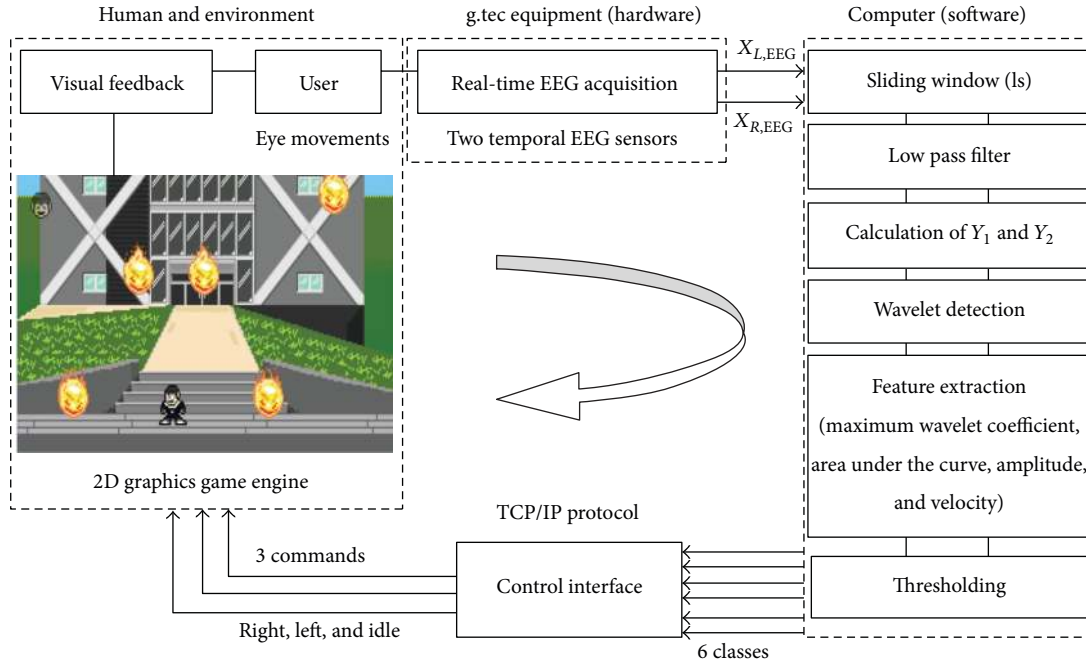 Human and environment
g.tec equipment (hardware)
Computer (software)
Visual feedback
User
Eye movements
Real-time EEG acquisition
Two temporal EEG sensors
X_{L,EEG}
X_{R,EEG}
Sliding window (ls)
Low pass filter
Calculation of Y_1 and Y_2
Wavelet detection
Feature extraction
(maximum wavelet coefficient,
area under the curve, amplitude,
and velocity)
Thresholding
2D graphics game engine
TCP/IP protocol
Control interface
3 commands
Right, left, and idle
6 classes